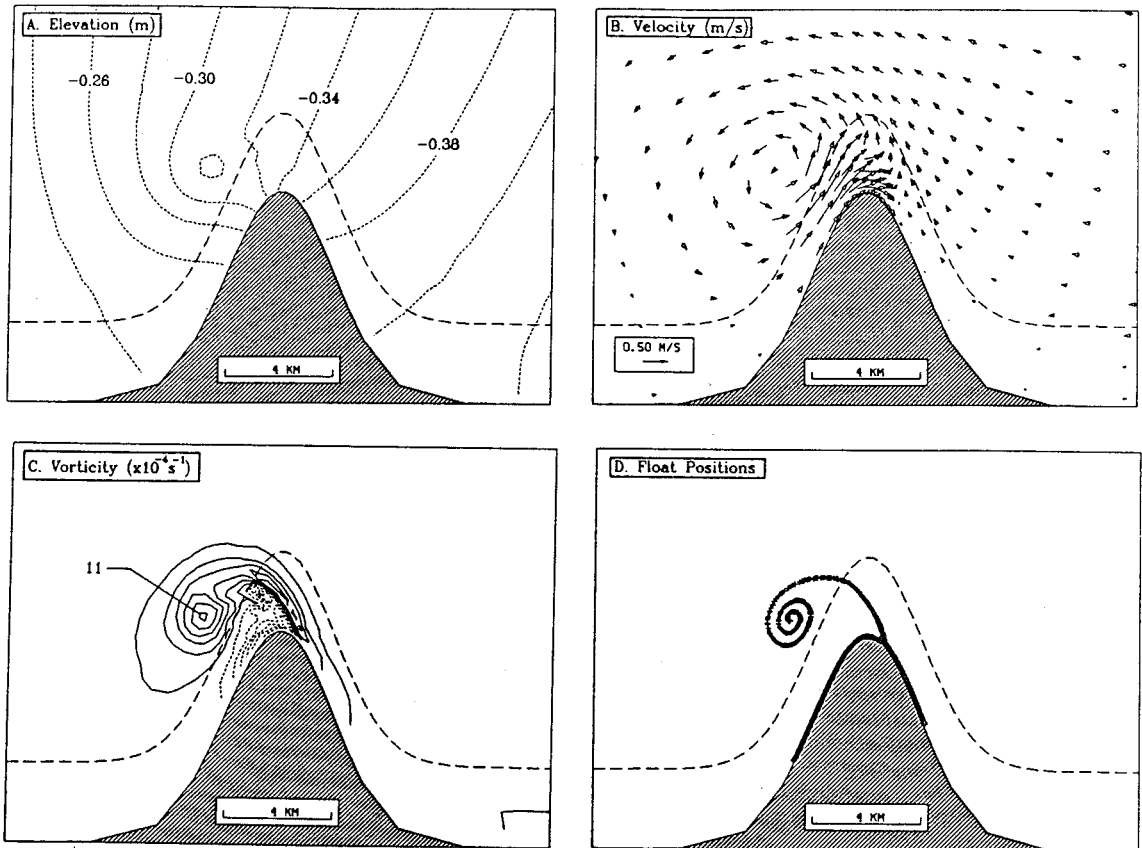 A. Elevation (m)
-0.26
-0.30
-0.34
-0.38
4 KM
B. Velocity (m/s)
0.50 M/S
4 KM
C. Vorticity (x10⁻⁴s⁻¹)
11
4 KM
D. Float Positions
4 KM